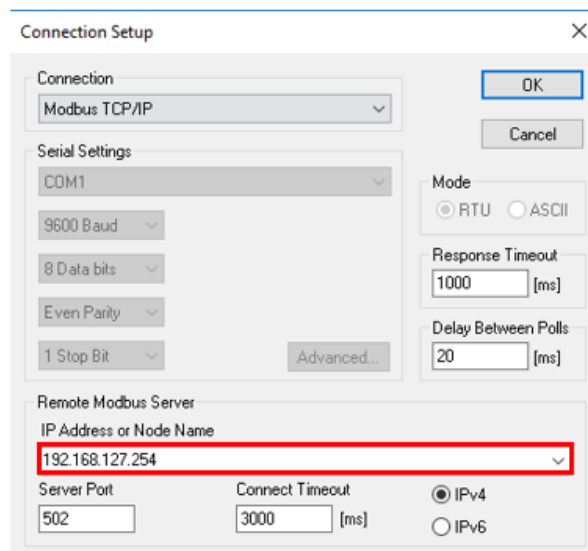 Connection Setup
Connection
Modbus TCP/IP
OK
Cancel
Serial Settings
COM1
9600 Baud
8 Data bits
Even Parity
1 Stop Bit
Advanced...
Mode
RTU ASCII
Response Timeout
1000 [ms]
Delay Between Polls
20 [ms]
Remote Modbus Server
IP Address or Node Name
192.168.127.254
Server Port Connect Timeout
502 3000 [ms]
IPv4
IPv6